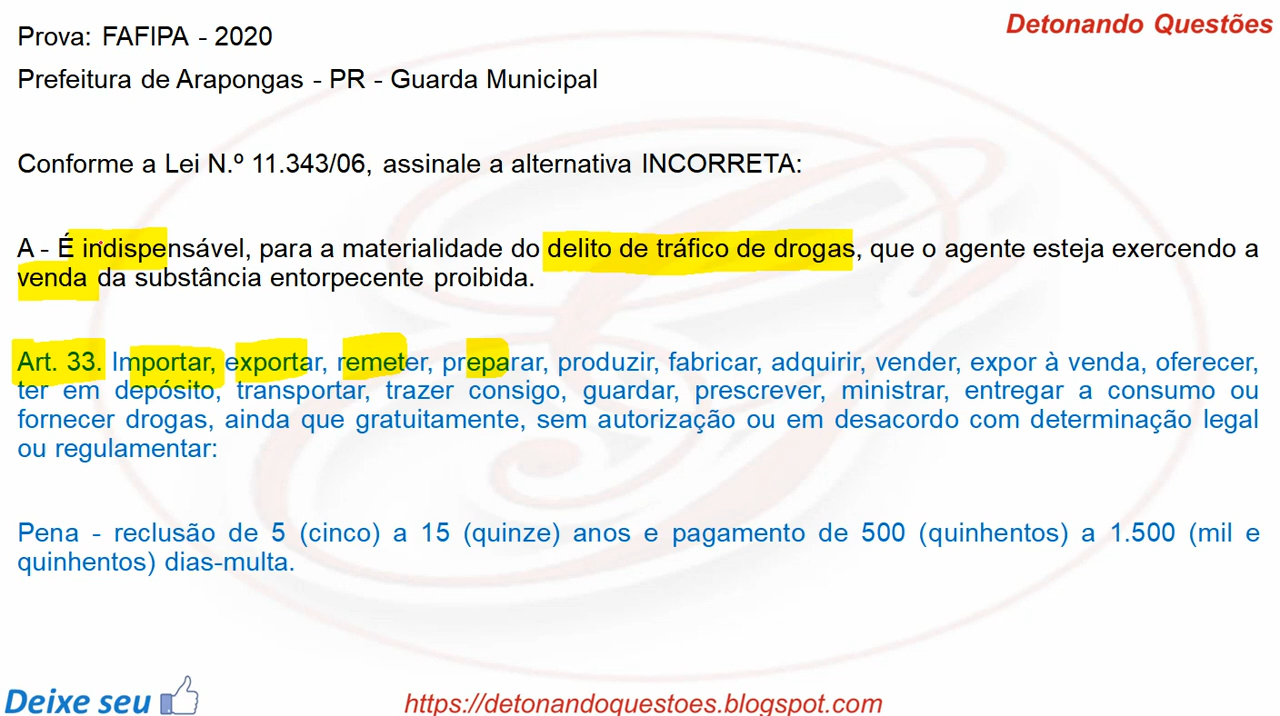 Detonando Questões
Prova: FAFIPA - 2020
Prefeitura de Arapongas - PR - Guarda Municipal
Conforme a Lei N.º 11.343/06, assinale a alternativa INCORRETA:
A - É indispensável, para a materialidade do delito de tráfico de drogas, que o agente esteja exercendo a
venda da substância entorpecente proibida.
Art. 33. Importar, exportar, remeter, preparar, produzir, fabricar, adquirir, vender, expor à venda, oferecer,
ter em depósito, transportar, trazer consigo, guardar, prescrever, ministrar, entregar a consumo ou
fornecer drogas, ainda que gratuitamente, sem autorização ou em desacordo com determinação legal
ou regulamentar:
Pena - reclusão de 5 (cinco) a 15 (quinze) anos e pagamento de 500 (quinhentos) a 1.500 (mil e
quinhentos) dias-multa.
Deixe seu
https://detonandoquestoes.blogspot.com/